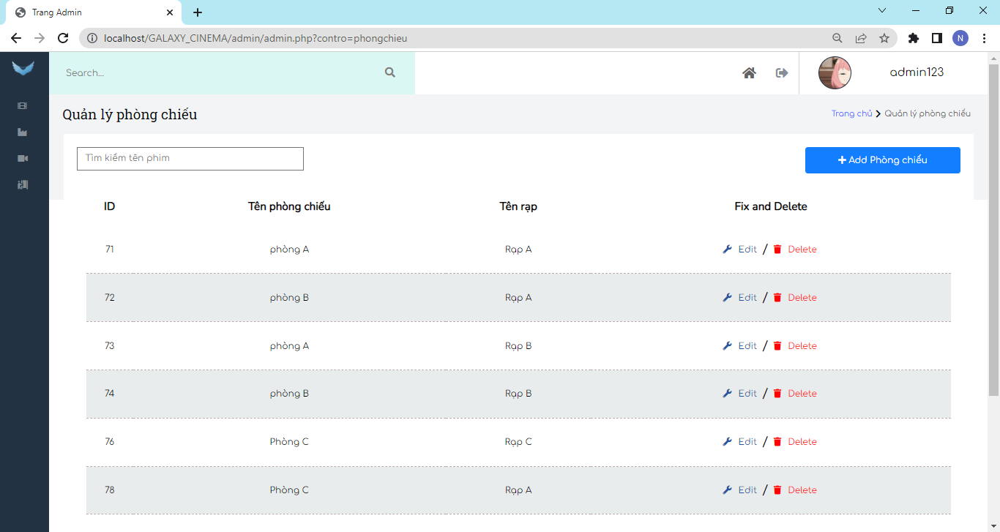 Trang Admin
localhost/GALAXY_CINEMA/admin/admin.php?contro=phongchieu
N
Search...
admin123
Quản lý phòng chiếu
Trang chủ Quản lý phòng chiếu
Tìm kiếm tên phim
Add Phòng chiếu
ID Tên phòng chiếu Tên rạp Fix and Delete
71 phòng A Rạp A Edit / Delete
72 phòng B Rạp A Edit / Delete
73 phòng A Rạp B Edit / Delete
74 phòng B Rạp B Edit / Delete
76 Phòng C Rạp C Edit / Delete
78 Phòng C Rạp A Edit / Delete